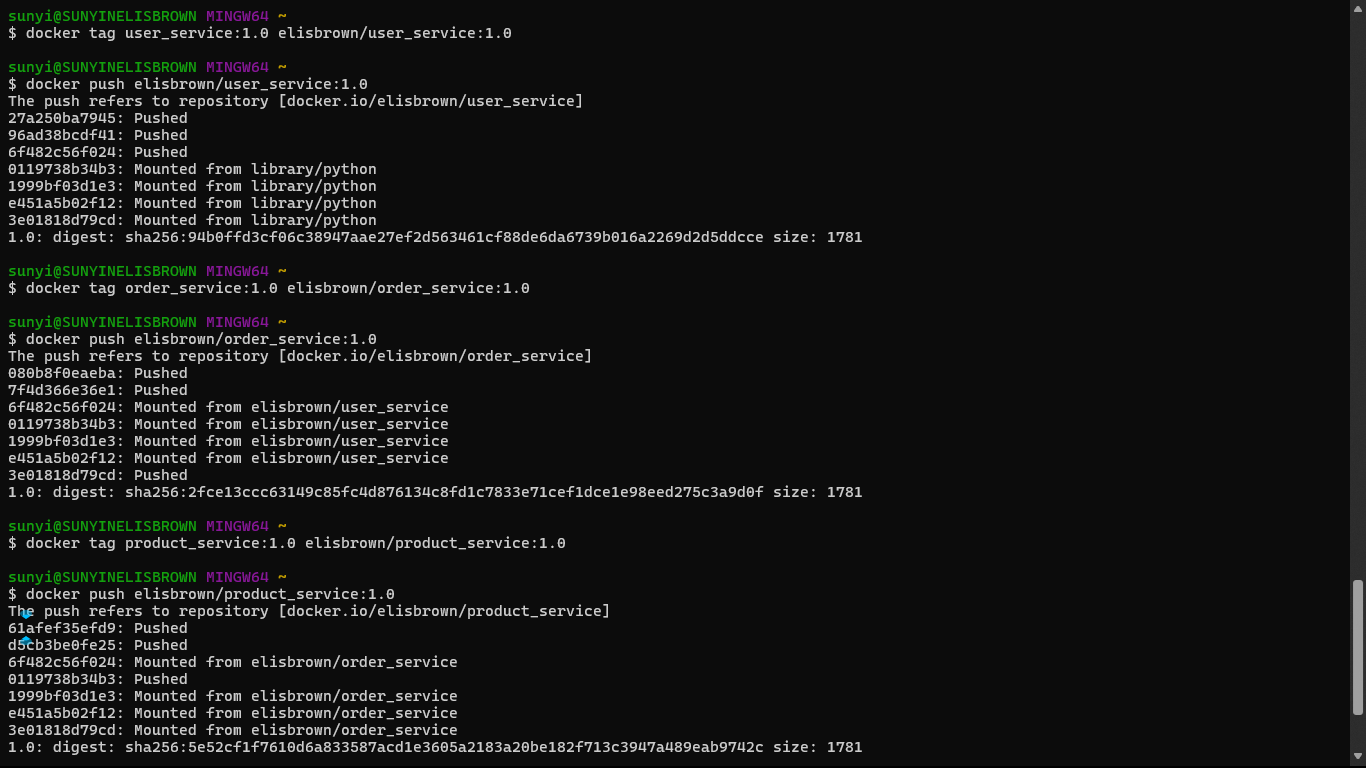 sunyi@SUNYINELISBROWN MINGW64 ~
$ docker tag user_service:1.0 elisbrown/user_service:1.0
sunyi@SUNYINELISBROWN MINGW64 ~
$ docker push elisbrown/user_service:1.0
The push refers to repository [docker.io/elisbrown/user_service]
27a250ba7945: Pushed
96ad38bcdf41: Pushed
6f482c56f024: Pushed
0119738b34b3: Mounted from library/python
1999bf03d1e3: Mounted from library/python
e451a5b02f12: Mounted from library/python
3e01818d79cd: Mounted from library/python
1.0: digest: sha256:94b0ffd3cf06c38947aae27ef2d563461cf88de6da6739b016a2269d2d5ddcce size: 1781
sunyi@SUNYINELISBROWN MINGW64 ~
$ docker tag order_service:1.0 elisbrown/order_service:1.0
sunyi@SUNYINELISBROWN MINGW64 ~
$ docker push elisbrown/order_service:1.0
The push refers to repository [docker.io/elisbrown/order_service]
080b8f0eaeba: Pushed
7f4d366e36e1: Pushed
6f482c56f024: Mounted from elisbrown/user_service
0119738b34b3: Mounted from elisbrown/user_service
1999bf03d1e3: Mounted from elisbrown/user_service
e451a5b02f12: Mounted from elisbrown/user_service
3e01818d79cd: Pushed
1.0: digest: sha256:2fce13ccc63149c85fc4d876134c8fd1c7833e71cef1dce1e98eed275c3a9d0f size: 1781
sunyi@SUNYINELISBROWN MINGW64 ~
$ docker tag product_service:1.0 elisbrown/product_service:1.0
sunyi@SUNYINELISBROWN MINGW64 ~
$ docker push elisbrown/product_service:1.0
The push refers to repository [docker.io/elisbrown/product_service]
61afef35efd9: Pushed
d5cb3be0fe25: Pushed
6f482c56f024: Mounted from elisbrown/order_service
0119738b34b3: Pushed
1999bf03d1e3: Mounted from elisbrown/order_service
e451a5b02f12: Mounted from elisbrown/order_service
3e01818d79cd: Mounted from elisbrown/order_service
1.0: digest: sha256:5e52cf1f7610d6a833587acd1e3605a2183a20be182f713c3947a489eab9742c size: 1781